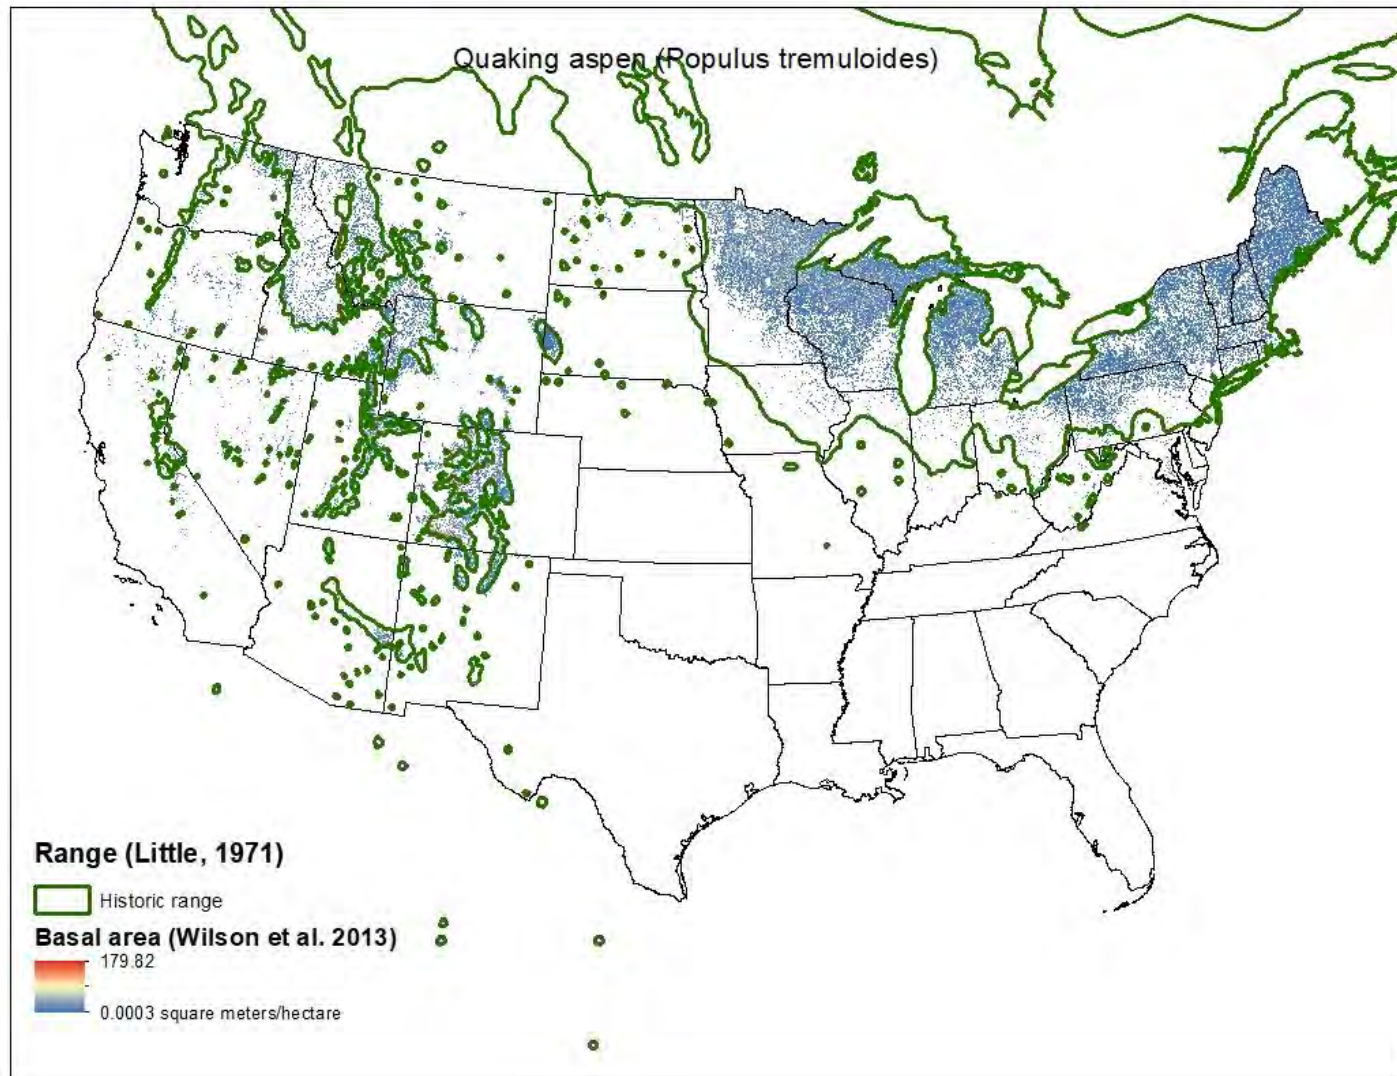 Quaking aspen (Populus tremuloides)
Range (Little, 1971)
Historic range
Basal area (Wilson et al. 2013)
179.82
0.0003 square meters/hectare